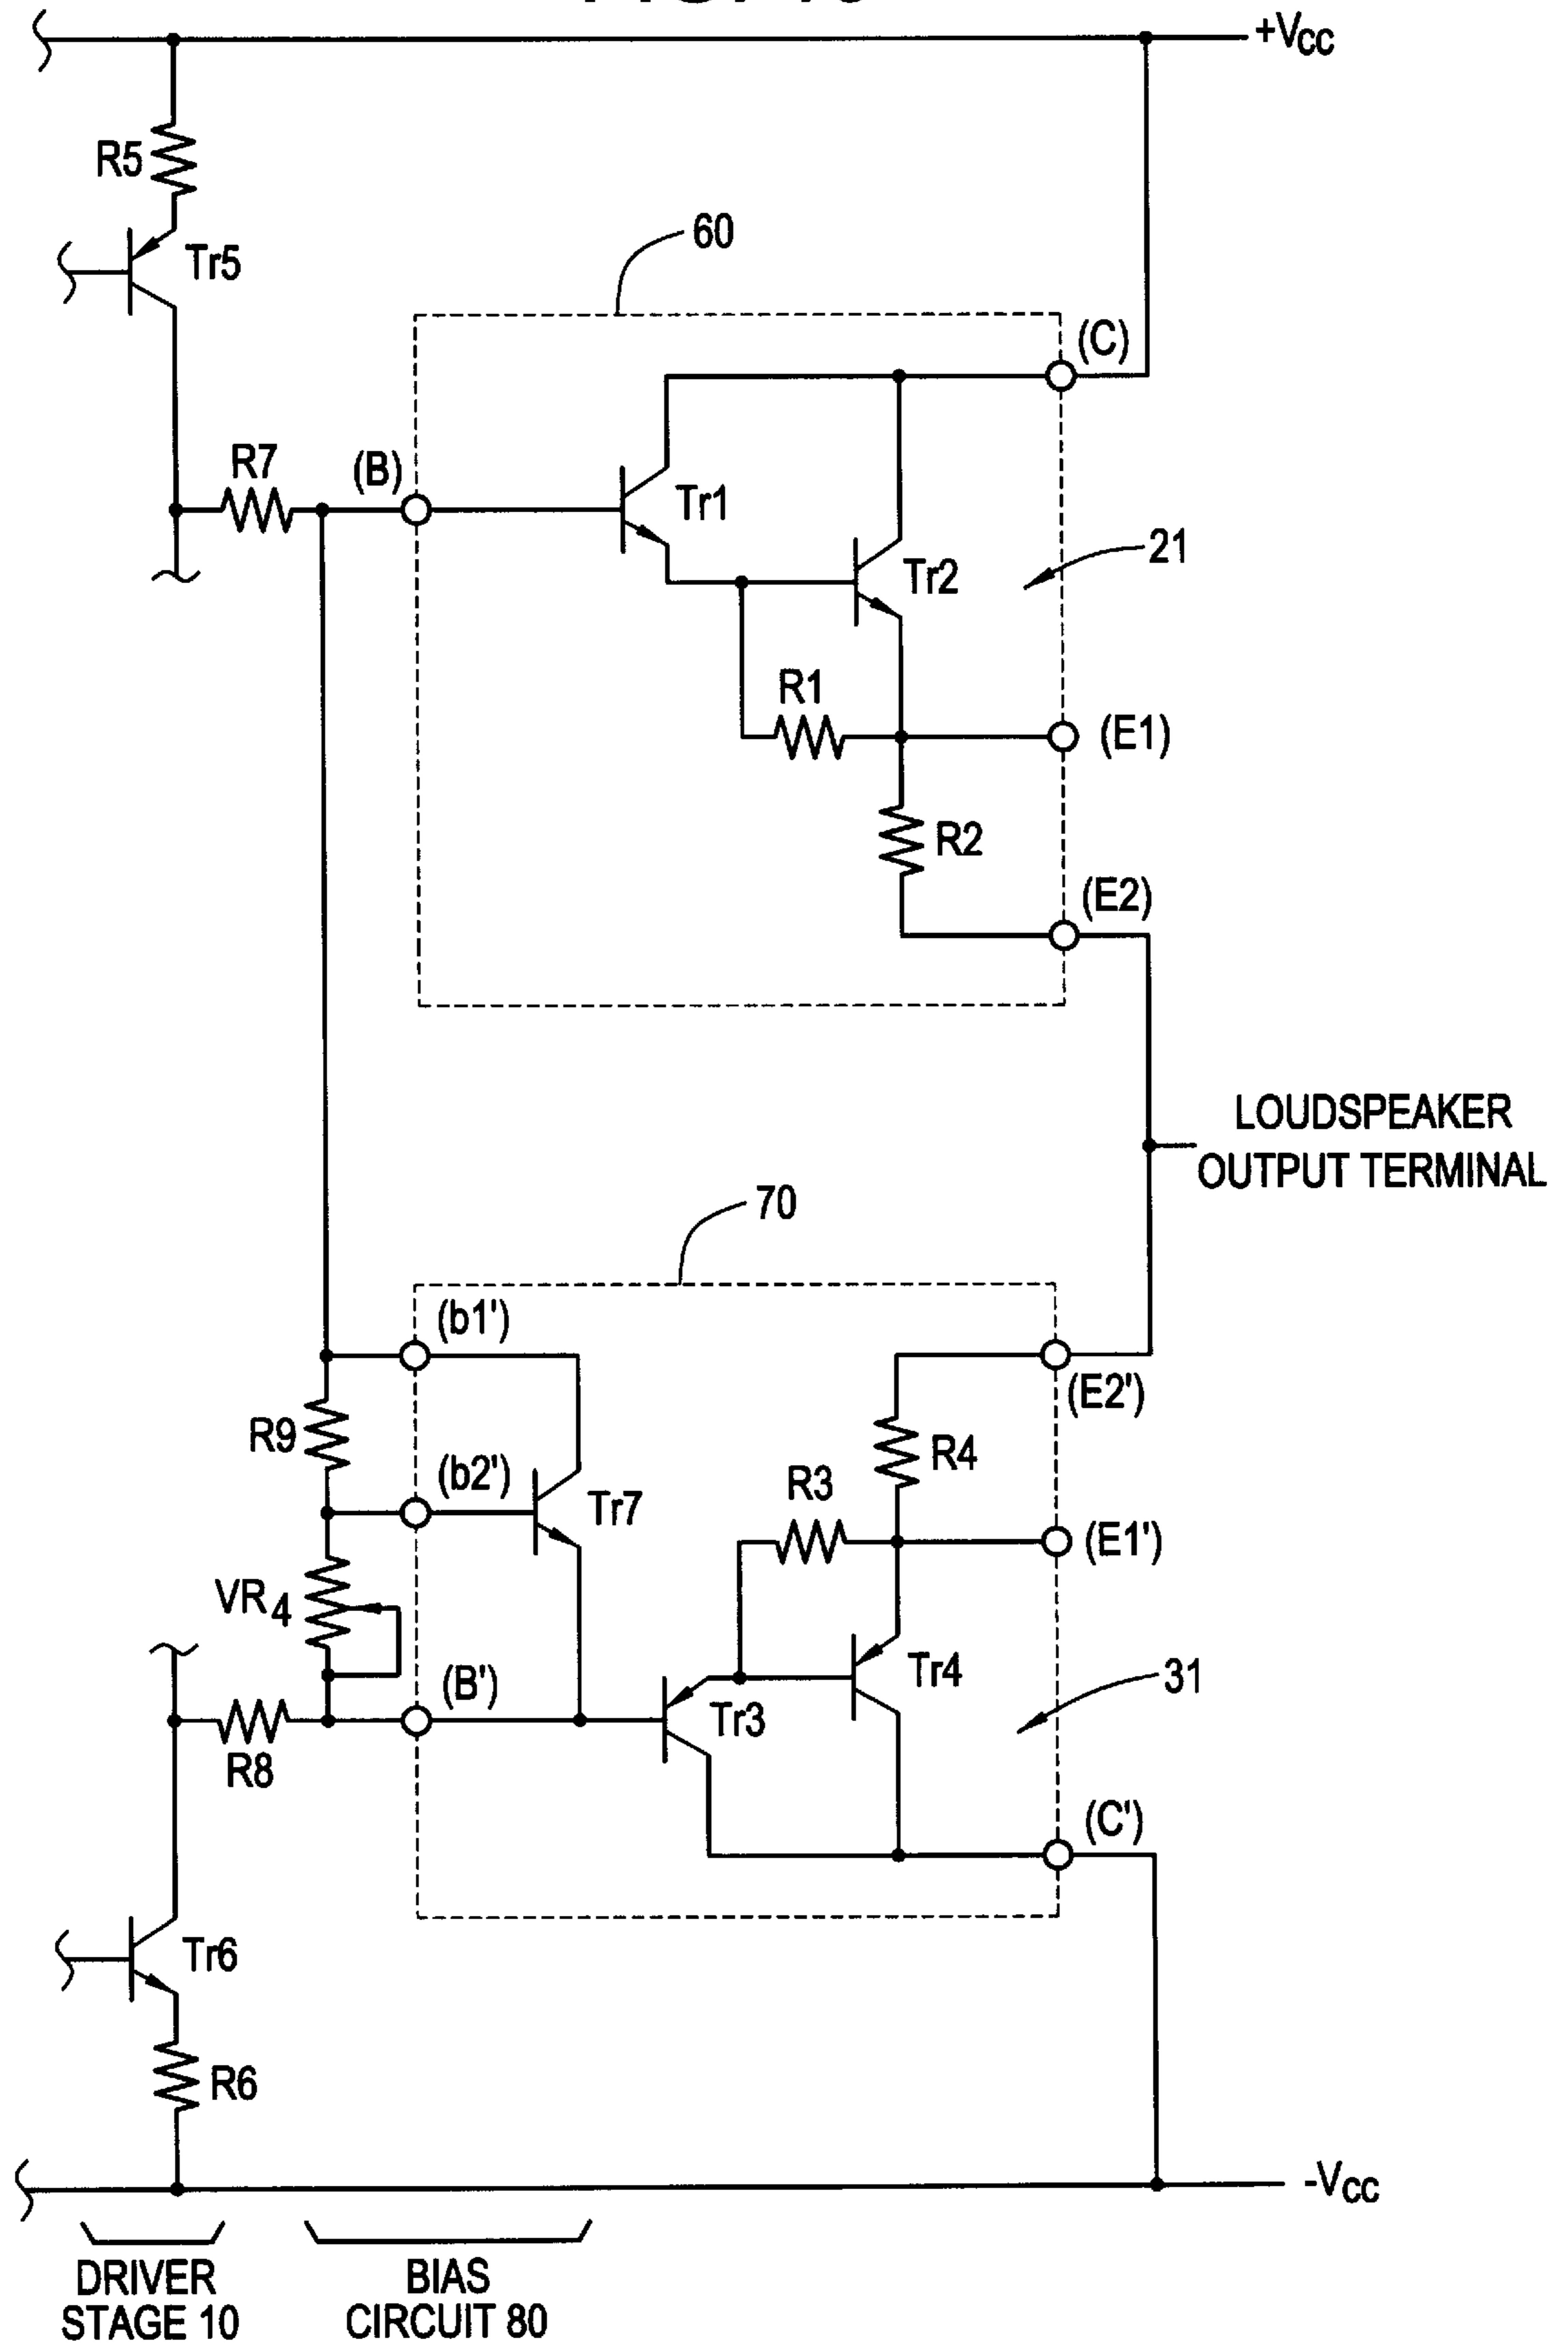 +VCC
R5
Tr5
60
(C)
R7
(B)
Tr1
Tr2
21
R1
(E1)
R2
(E2)
LOUDSPEAKER
OUTPUT TERMINAL
70
(b1')
(E2')
R9
(b2')
R4
Tr7
R3
(E1')
VR4
Tr4
(B')
Tr3
31
R8
(C')
Tr6
R6
-VCC
DRIVER
STAGE 10
BIAS
CIRCUIT 80